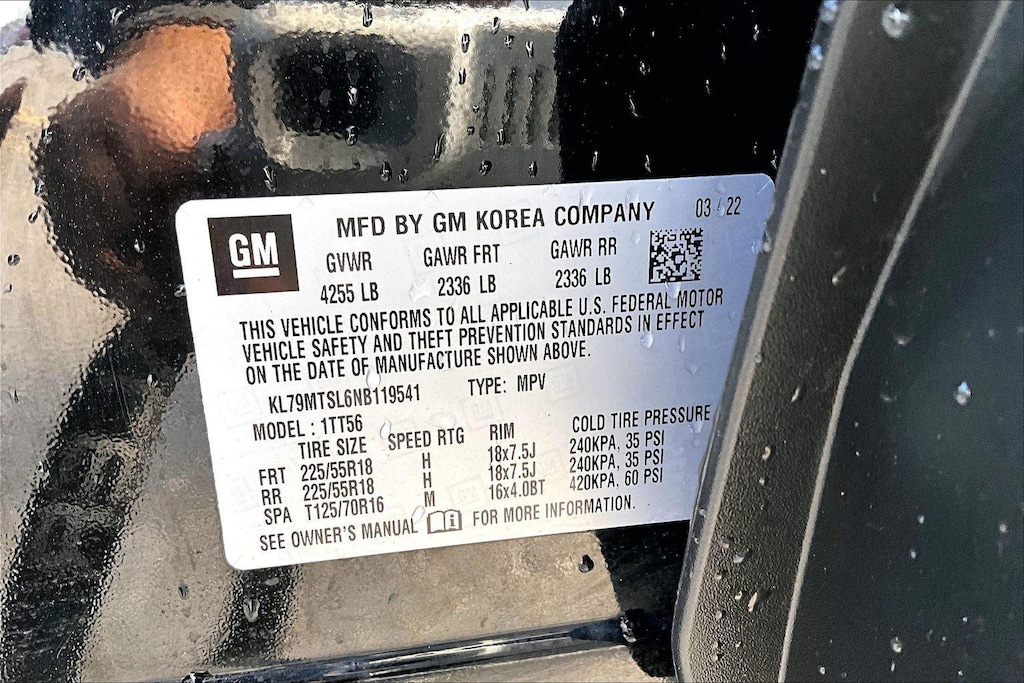 GM
MFD BY GM KOREA COMPANY 03/22
GVWR GAWR FRT GAWR RR
4255 LB 2336 LB 2336 LB
THIS VEHICLE CONFORMS TO ALL APPLICABLE U.S. FEDERAL MOTOR
VEHICLE SAFETY AND THEFT PREVENTION STANDARDS IN EFFECT
ON THE DATE OF MANUFACTURE SHOWN ABOVE.
KL79MTSL6NB119541 TYPE: MPV
MODEL : 1TT56
TIRE SIZE SPEED RTG RIM COLD TIRE PRESSURE
FRT 225/55R18 H 18x7.5J 240KPA, 35 PSI
RR 225/55R18 H 18x7.5J 240KPA, 35 PSI
SPA T125/70R16 M 16x4.0BT 420KPA, 60 PSI
SEE OWNER'S MANUAL FOR MORE INFORMATION.